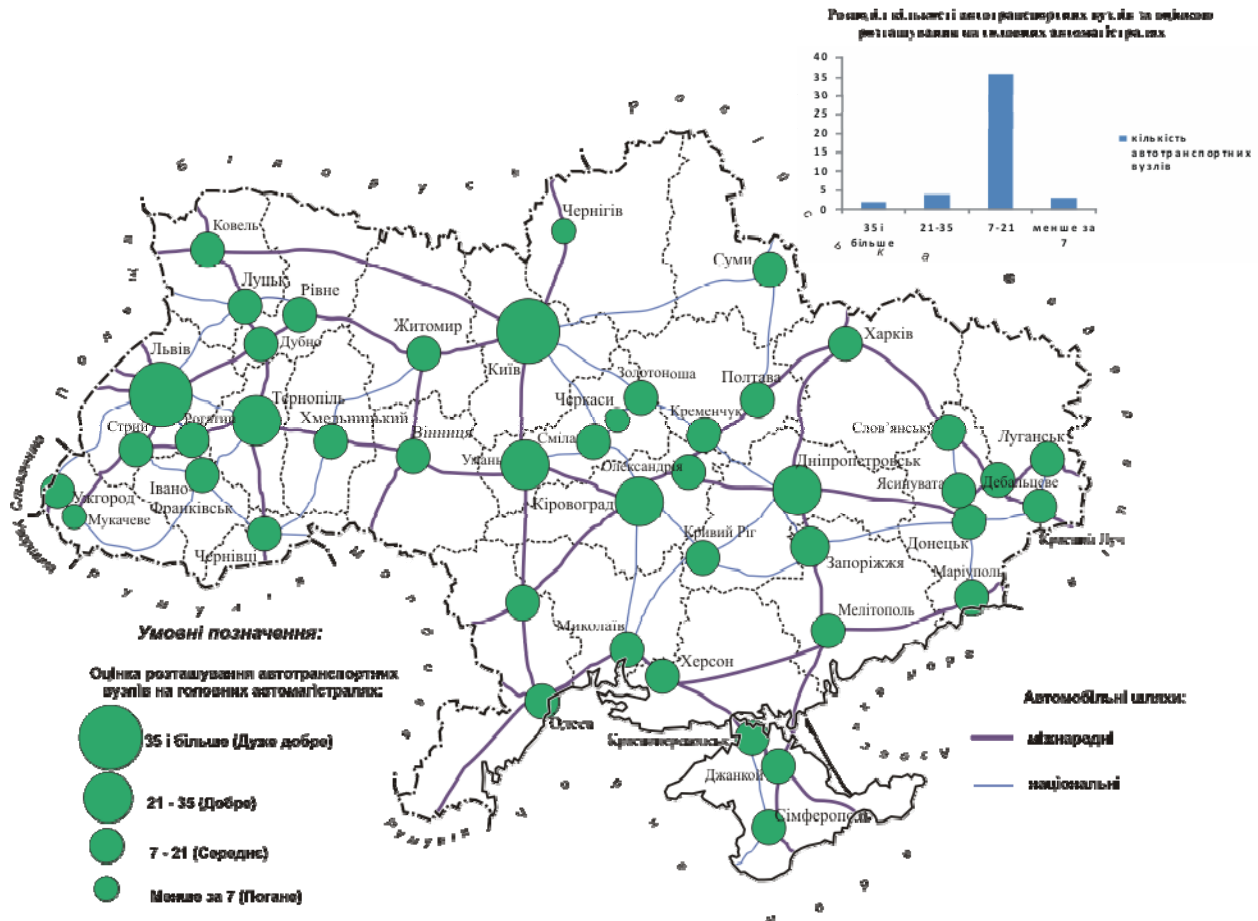 Розподіл кількості автотранспортних вузлів за оцінкою
розташування на головних автомагістралях
40
35
30
25
20
15
10
5
0
35 і
більше
21-35
7-21
менше за
7
кількість
автотранспортних
вузлів
Чернігів
Ковель
Суми
Луцьк
Рівне
Житомир
Харків
Дубно
Львів
Київ
Золотоноша
Полтава
Черкаси
Тернопіль
Кременчук
Рогатин
Хмельницький
Стрий
Вінниця
Сміла
Слов'янськ
Луганськ
Умань
Олександрія
Дніпропетровськ
Ясинувата
Дебальцеве
Івано
Франківськ
Ужгород
Мукачеве
Кіровоград
Кривий Ріг
Донецьк
Красний Луч
Чернівці
Запоріжжя
Маріуполь
Миколаїв
Мелітополь
Херсон
Одеса
Красноперекопськ
Джанкой
Сімферополь
Польща
Білорусь
Румунія
Умовні позначення:
Оцінка розташування автотранспортних
вузлів на головних автомагістралях:
35 і більше (Дуже добре)
21 - 35 (Добре)
7 - 21 (Середнє)
Менше за 7 (Погане)
Автомобільні шляхи:
міжнародні
національні